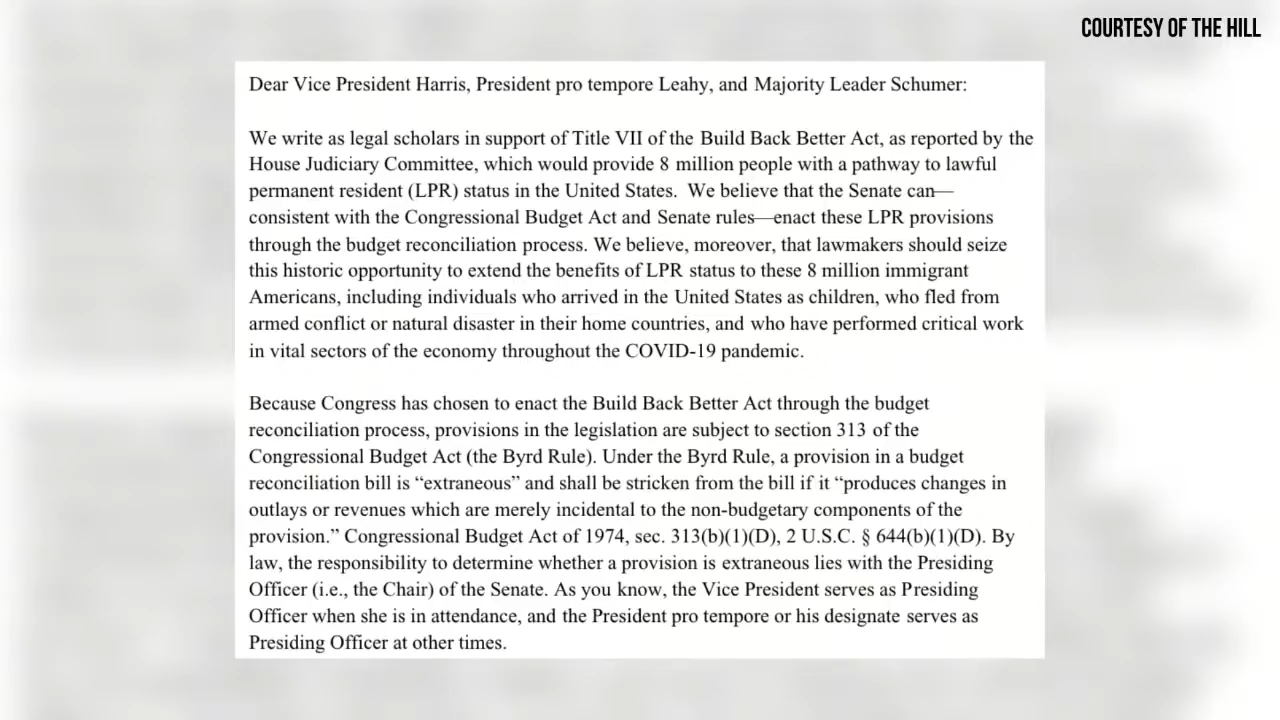 COURTESY OF THE HILL
Dear Vice President Harris, President pro tempore Leahy, and Majority Leader Schumer:
We write as legal scholars in support of Title VII of the Build Back Better Act, as reported by the
House Judiciary Committee, which would provide 8 million people with a pathway to lawful
permanent resident (LPR) status in the United States.  We believe that the Senate can—
consistent with the Congressional Budget Act and Senate rules—enact these LPR provisions
through the budget reconciliation process. We believe, moreover, that lawmakers should seize
this historic opportunity to extend the benefits of LPR status to these 8 million immigrant
Americans, including individuals who arrived in the United States as children, who fled from
armed conflict or natural disaster in their home countries, and who have performed critical work
in vital sectors of the economy throughout the COVID-19 pandemic.
Because Congress has chosen to enact the Build Back Better Act through the budget
reconciliation process, provisions in the legislation are subject to section 313 of the
Congressional Budget Act (the Byrd Rule). Under the Byrd Rule, a provision in a budget
reconciliation bill is “extraneous” and shall be stricken from the bill if it “produces changes in
outlays or revenues which are merely incidental to the non-budgetary components of the
provision.” Congressional Budget Act of 1974, sec. 313(b)(1)(D), 2 U.S.C. § 644(b)(1)(D). By
law, the responsibility to determine whether a provision is extraneous lies with the Presiding
Officer (i.e., the Chair) of the Senate. As you know, the Vice President serves as Presiding
Officer when she is in attendance, and the President pro tempore or his designate serves as
Presiding Officer at other times.